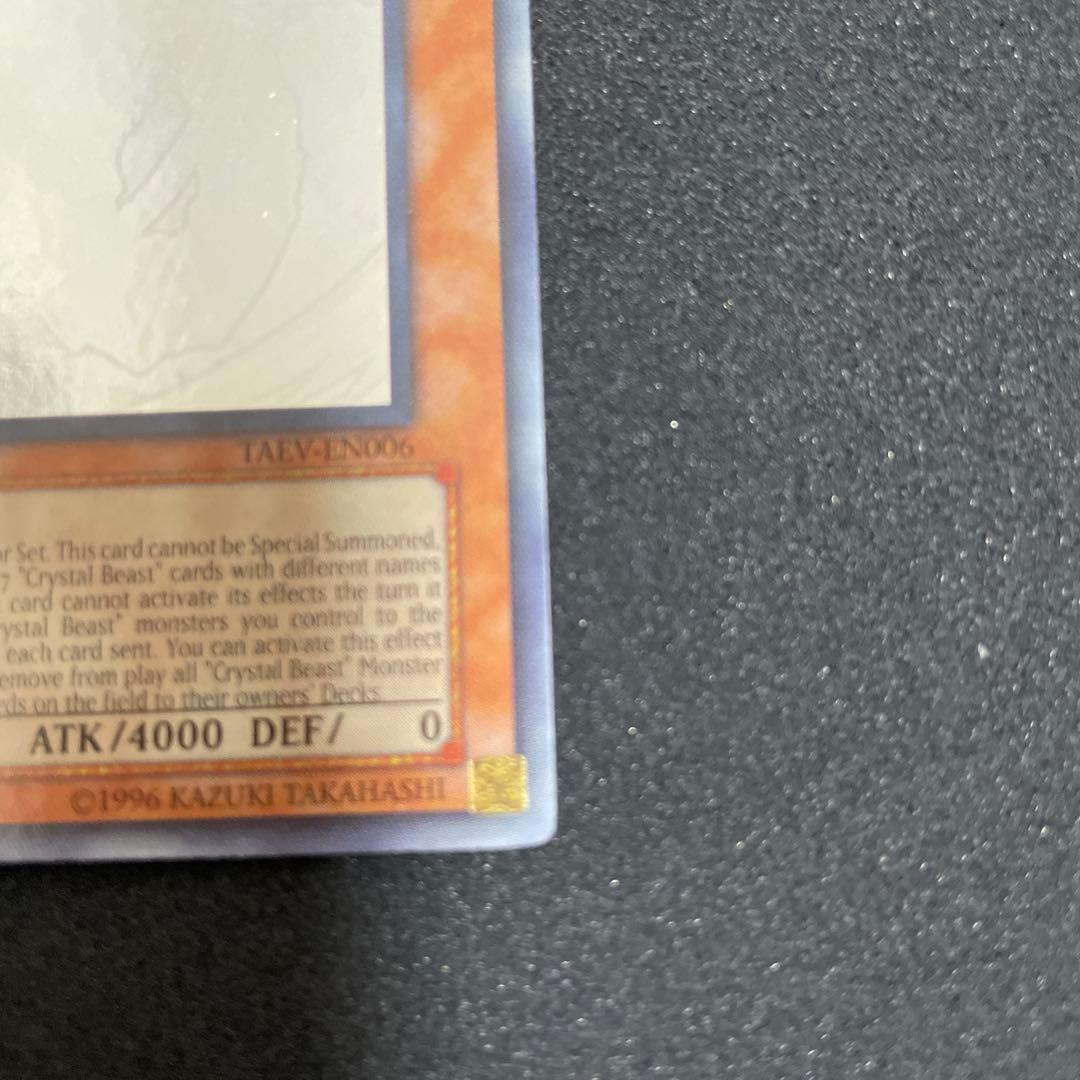 TAEV-EN006
or Set. This card cannot be Special Summoned,
7 "Crystal Beast" cards with different names
card cannot activate its effects the turn it
rystal Beast" monsters you control to the
each card sent. You can activate this effect
emove from play all "Crystal Beast" Monster
rds on the field to their owners' Decks.
ATK/4000 DEF/ 0
©1996 KAZUKI TAKAHASHI